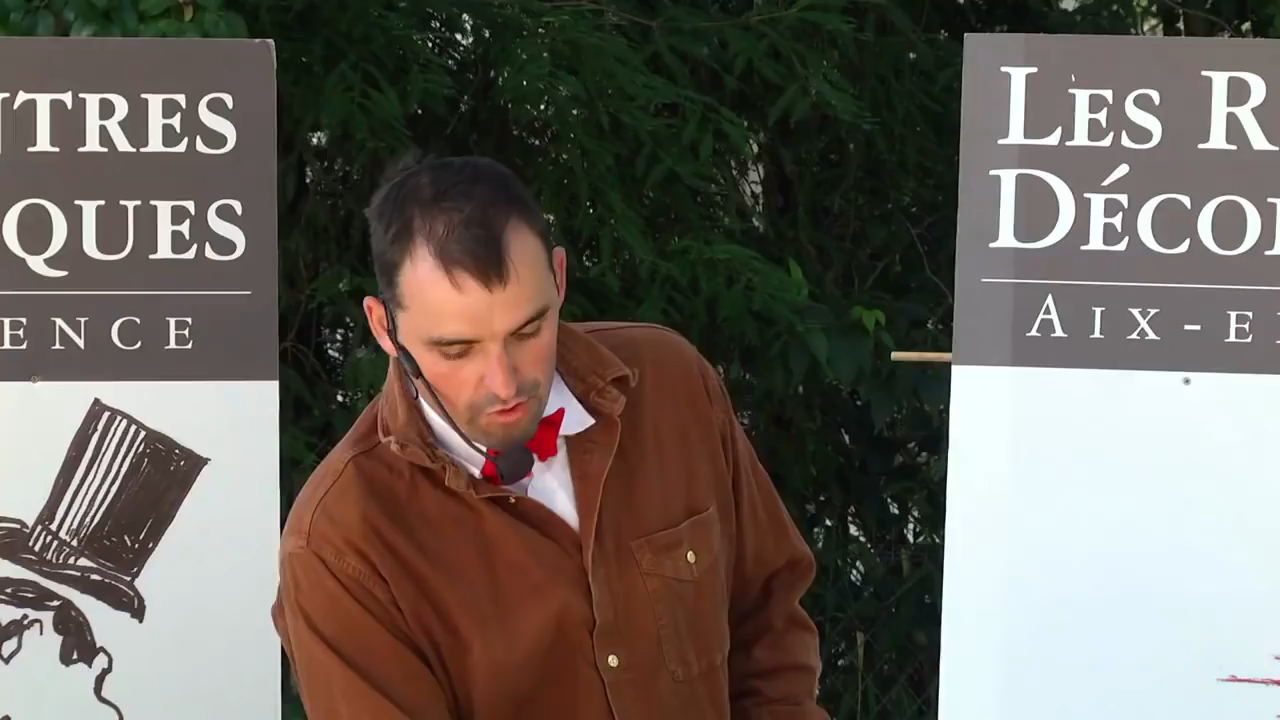 NTRES
QUES
ENCE
LES R
DÉCO
AIX-E